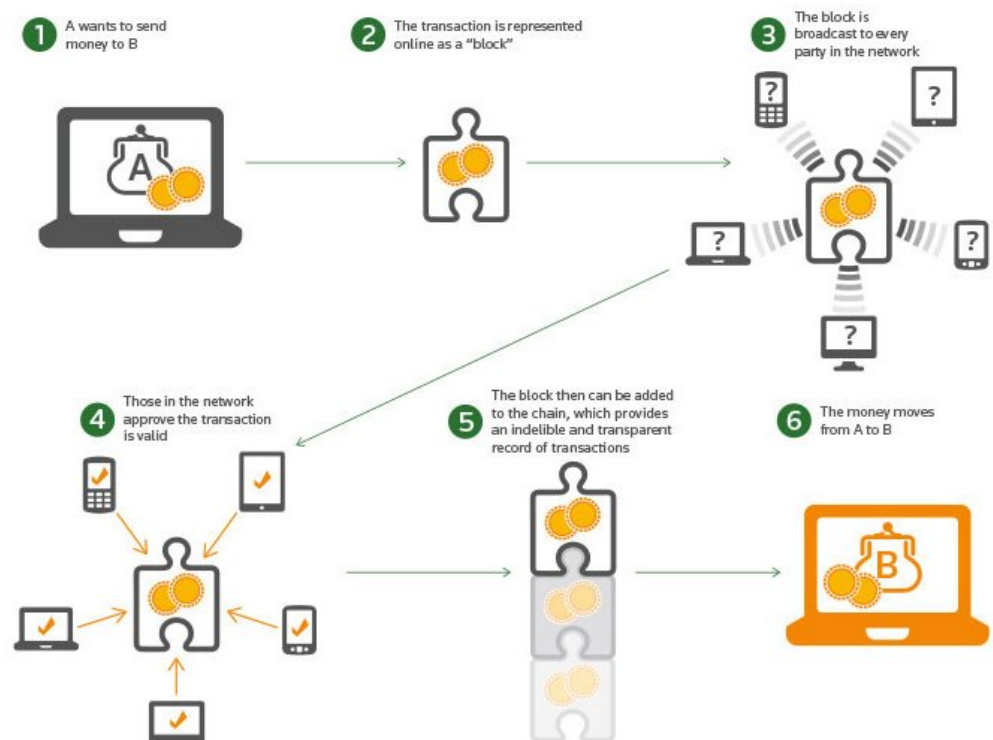 1
A wants to send
money to B
2
The transaction is represented
online as a “block”
3
The block is
broadcast to every
party in the network
A
?
?
?
?
?
4
Those in the network
approve the transaction
is valid
5
The block then can be added
to the chain, which provides
an indelible and transparent
record of transactions
6
The money moves
from A to B
B